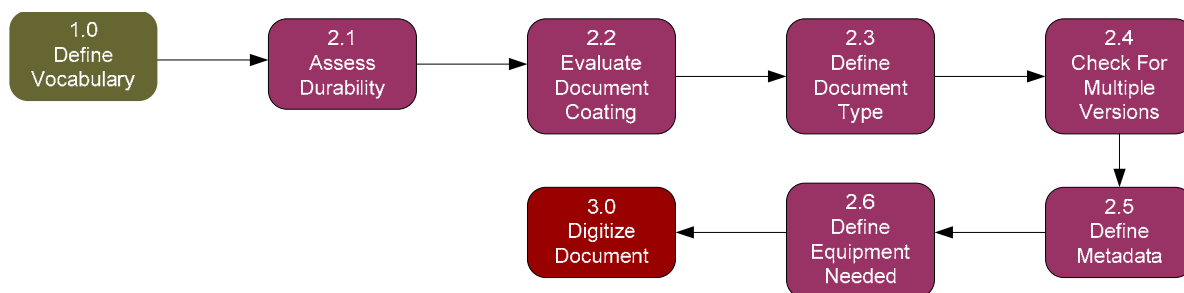 1.0
Define
Vocabulary
2.1
Assess
Durability
2.2
Evaluate
Document
Coating
2.3
Define
Document
Type
2.4
Check For
Multiple
Versions
2.5
Define
Metadata
2.6
Define
Equipment
Needed
3.0
Digitize
Document